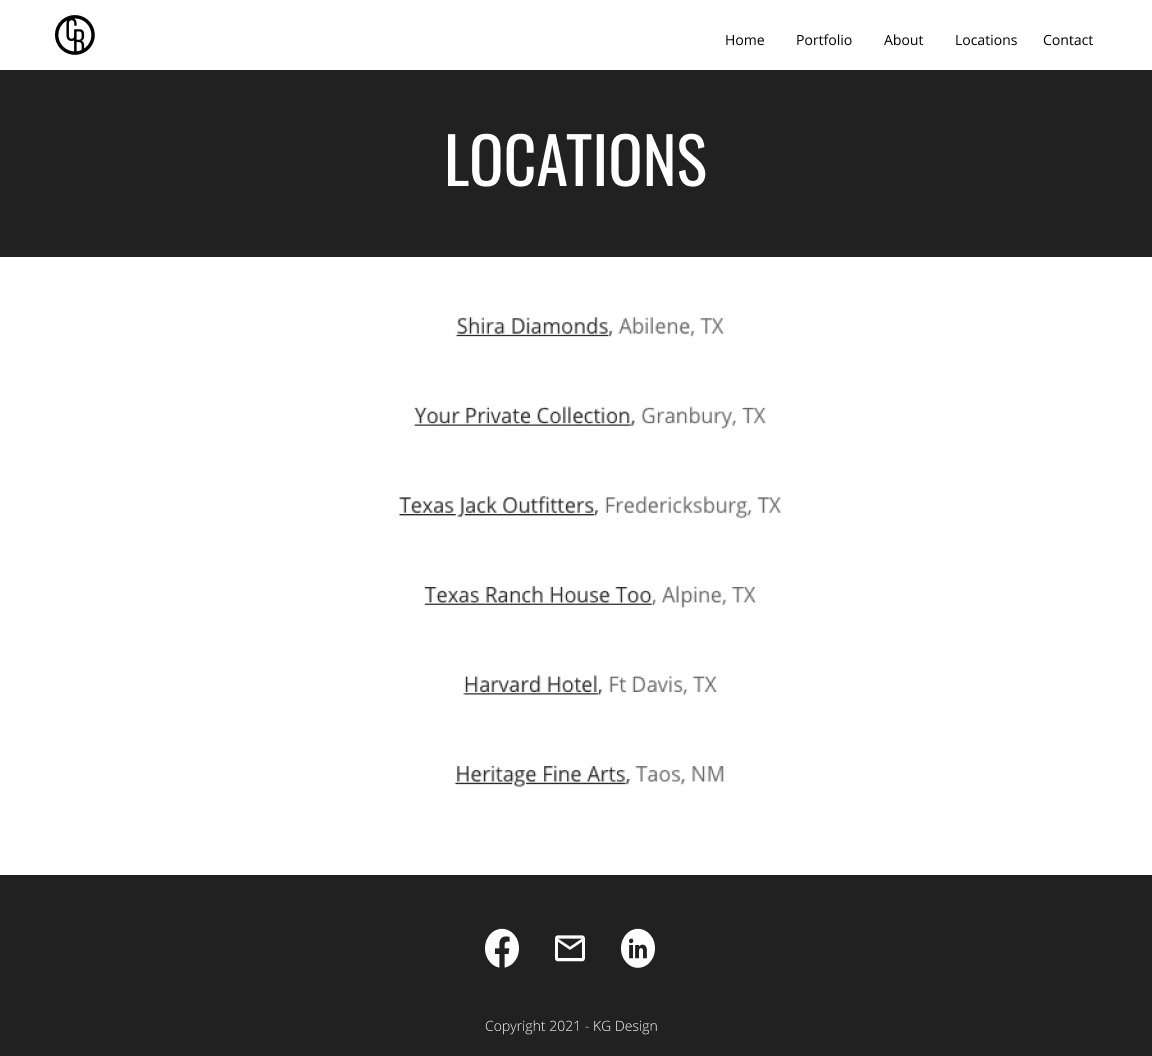 Home Portfolio About Locations Contact
LOCATIONS
Shira Diamonds, Abilene, TX
Your Private Collection, Granbury, TX
Texas Jack Outfitters, Fredericksburg, TX
Texas Ranch House Too, Alpine, TX
Harvard Hotel, Ft Davis, TX
Heritage Fine Arts, Taos, NM
Copyright 2021 - KG Design